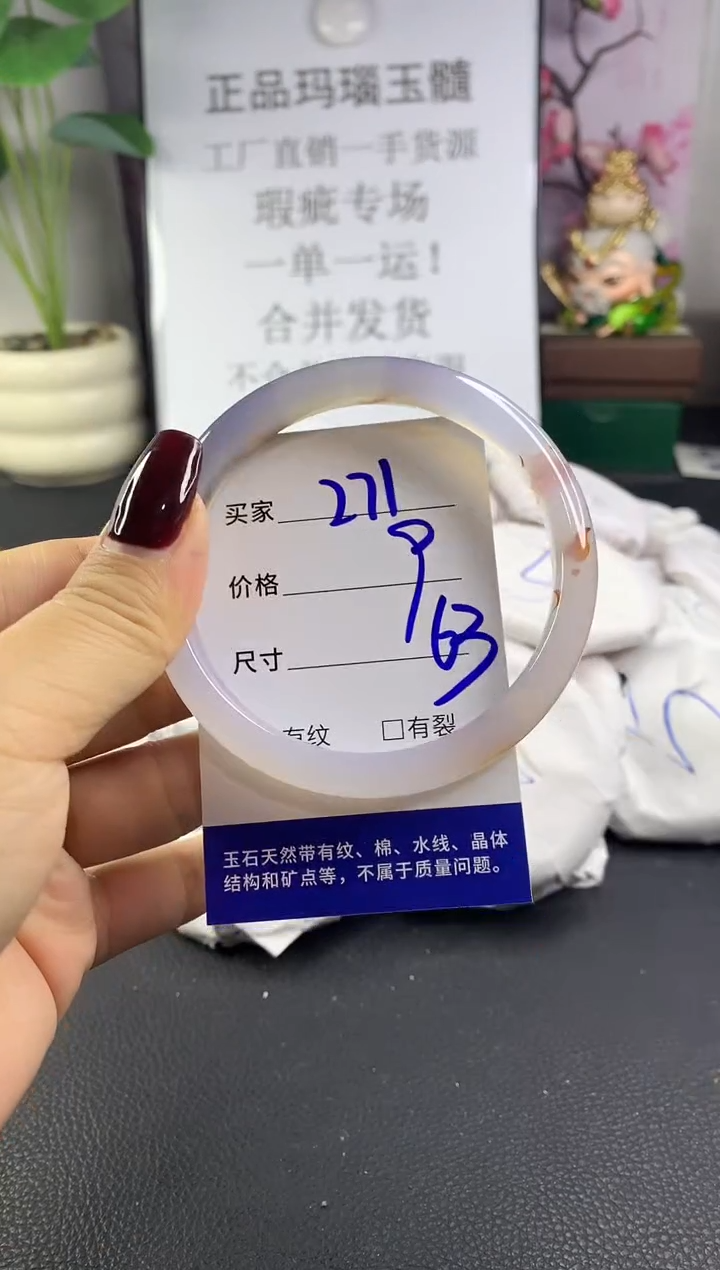 正品玛瑙玉髓
工厂直销一手货源
瑕疵专场
一单一运！
合并发货
买家 271
价格 9
尺寸 63
有纹 □有裂
玉石天然带有纹、棉、水线、晶体
结构和矿点等，不属于质量问题。